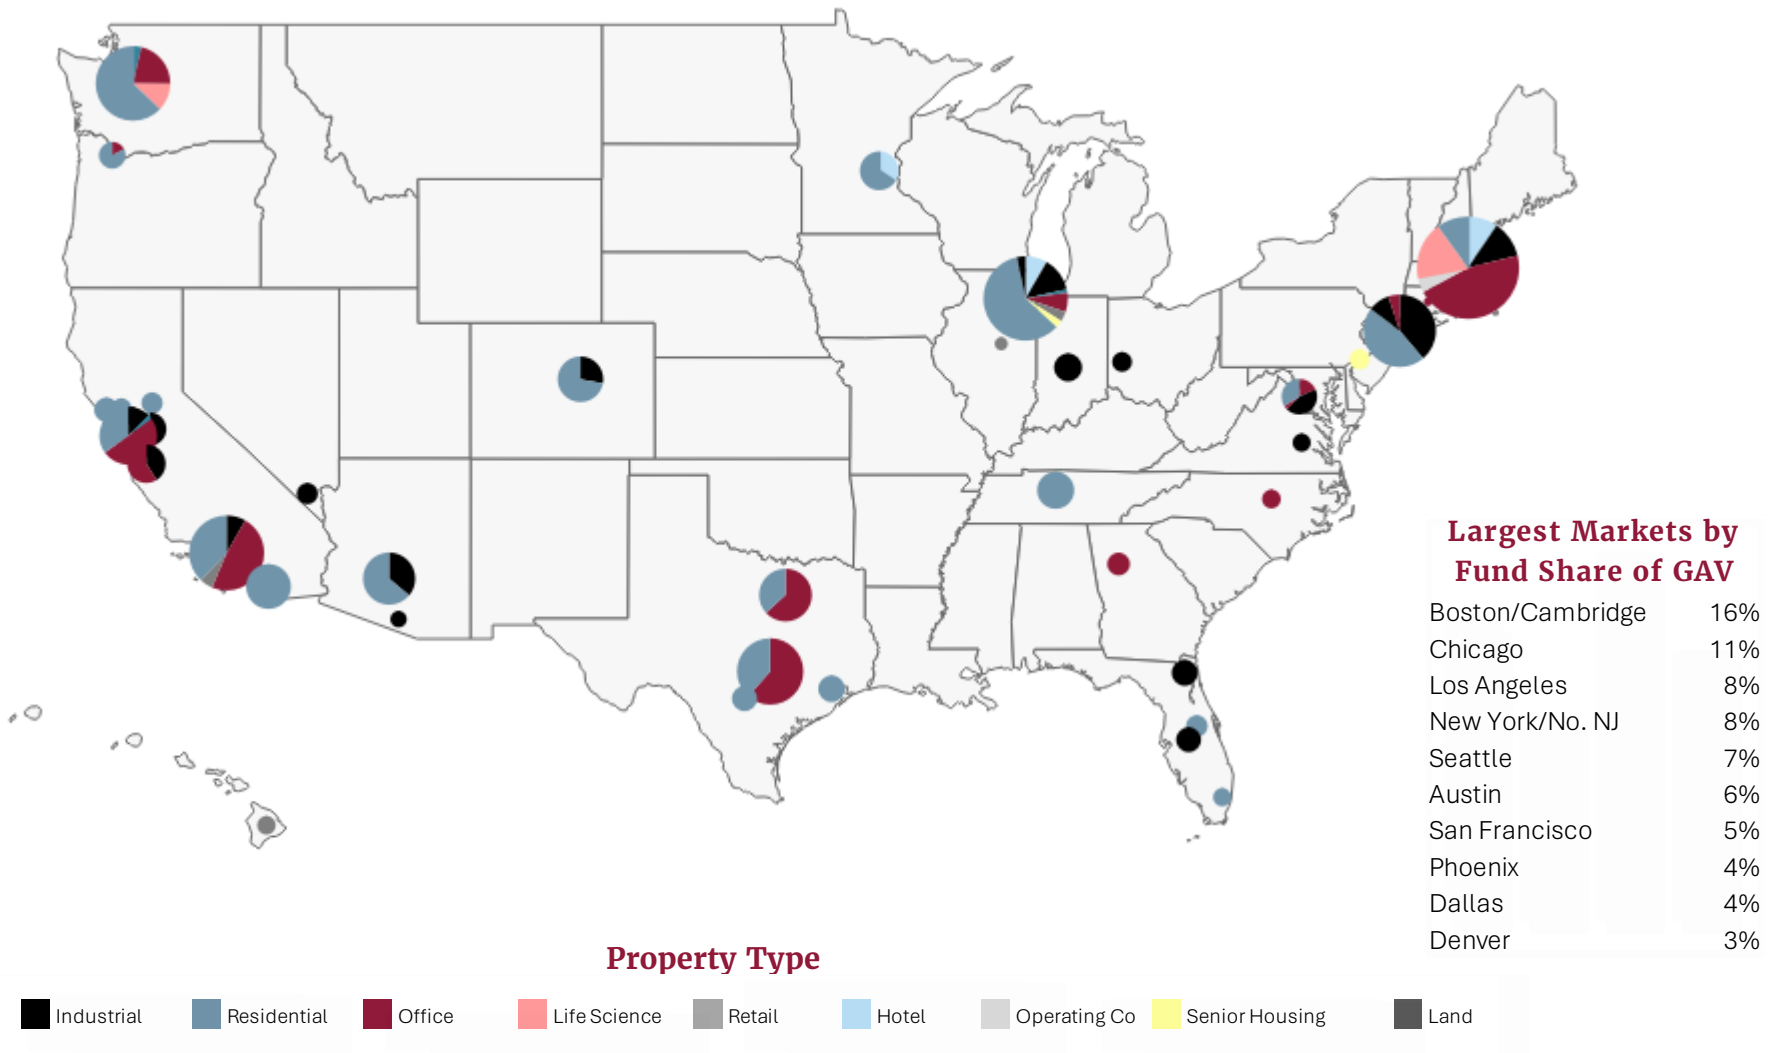 Largest Markets by
Fund Share of GAV
Boston/Cambridge 16%
Chicago 11%
Los Angeles 8%
New York/No. NJ 8%
Seattle 7%
Austin 6%
San Francisco 5%
Phoenix 4%
Dallas 4%
Denver 3%
Property Type
Industrial Residential Office Life Science Retail Hotel Operating Co Senior Housing Land